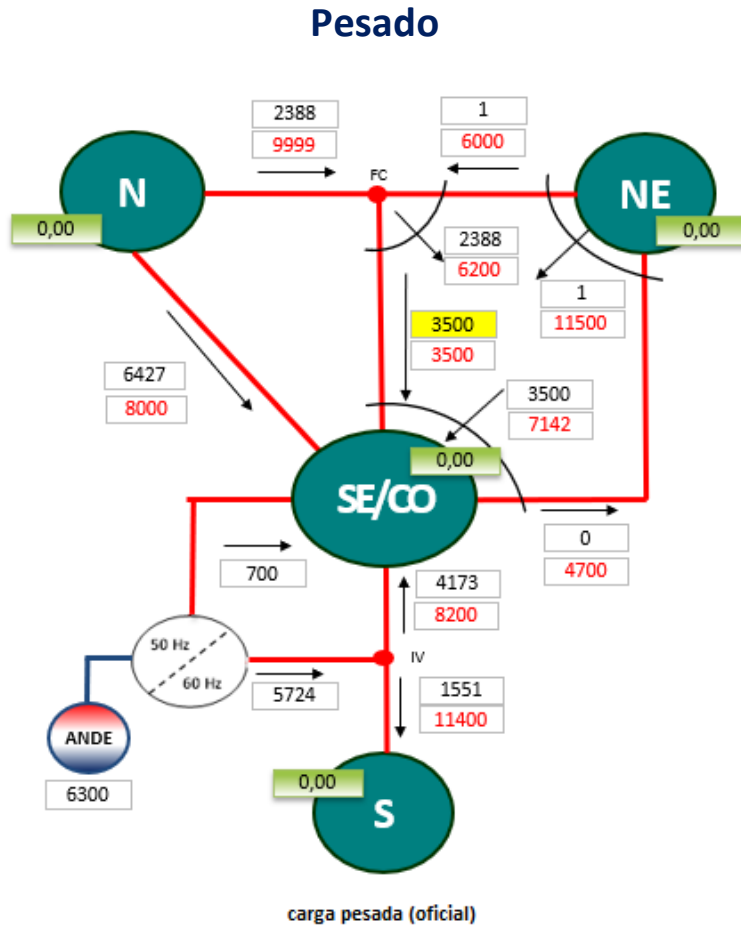 Pesado
2388
9999
1
6000
FC
N
NE
0,00
0,00
2388
6200
1
11500
3500
3500
6427
8000
3500
7142
0,00
SE/CO
0
4700
700
4173
8200
50 Hz
60 Hz
IV
5724
1551
11400
ANDE
6300
0,00
S
carga pesada (oficial)